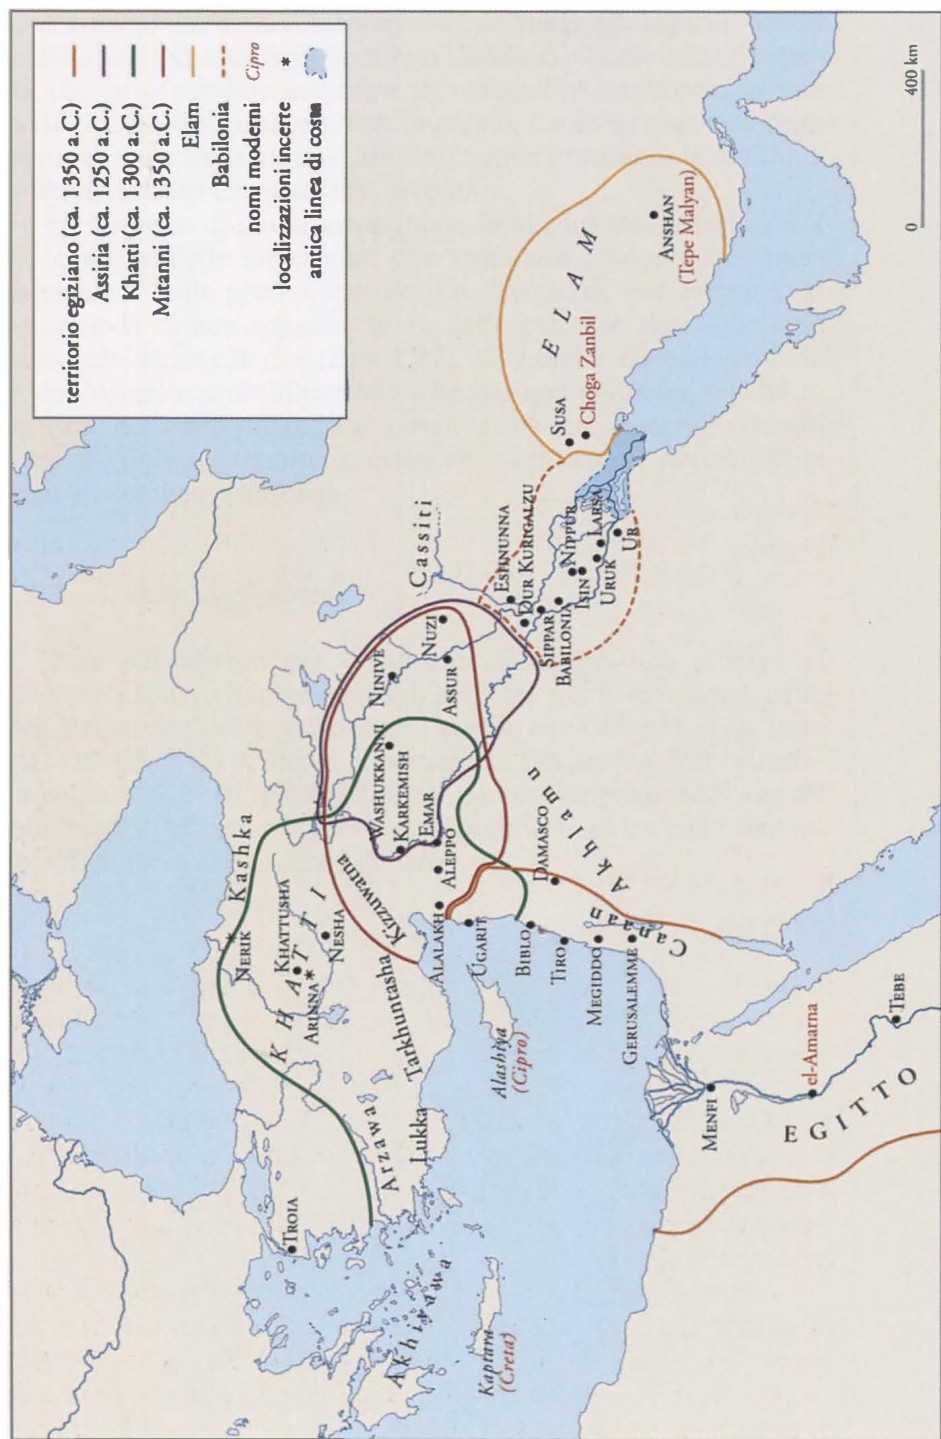 territorio egiziano (ca. 1350 a.C.)
Assiria (ca. 1250 a.C.)
Khatti (ca. 1300 a.C.)
Mitanni (ca. 1350 a.C.)
Elam
Babilonia
Cipro nomi moderni
* localizzazioni incerte
antica linea di costa
TROIA
Arzawa
Lukka
Akhiyawa
Kaptara
(Creta)
KHATTI
NERIK
*
Kashka
KHATTUSHA
ARINNA*
NESHA
Tarkhuntasha
Kizzuwatna
Alashiya
(Cipro)
WASHUKKANNI
KARKEMISH
EMAR
ALEPPO
ALALAKH
UGARIT
BIBLO
TIRO
DAMASCO
MEGIDDO
GERUSALEMME
Canaan
Akhlamu
NINIVE
NUZI
ASSUR
Cassiti
ESHNUNNA
DUR KURIGALZU
SIPPAR
BABILONIA
NIPPUR
ISIN
LARSA
URUK
UR
SUSA
Choga Zanbil
ELAM
ANSHAN
(Tepe Malyan)
MENFI
el-Amarna
TEBE
EGITTO
0
400 km